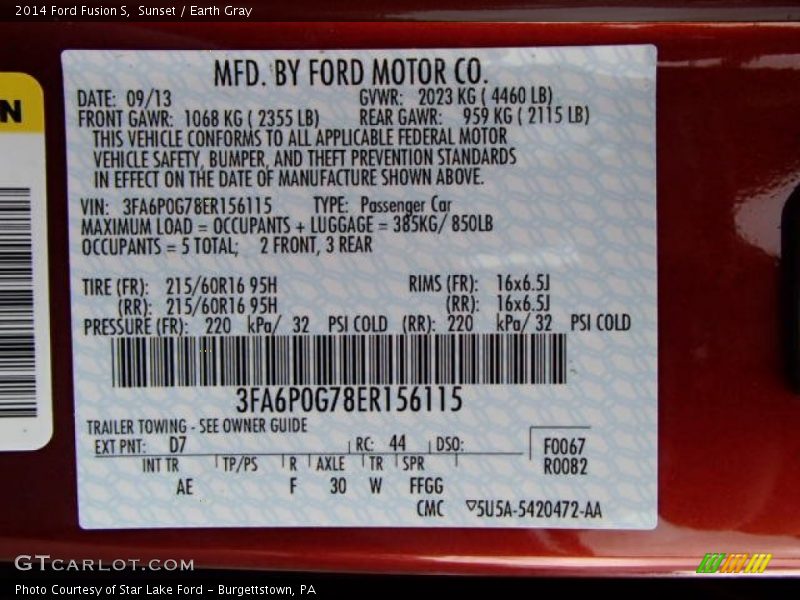 2014 Ford Fusion S,  Sunset / Earth Gray
N
MFD. BY FORD MOTOR CO.
DATE: 09/13 GVWR: 2023 KG ( 4460 LB)
FRONT GAWR: 1068 KG ( 2355 LB) REAR GAWR: 959 KG ( 2115 LB)
THIS VEHICLE CONFORMS TO ALL APPLICABLE FEDERAL MOTOR
VEHICLE SAFETY, BUMPER, AND THEFT PREVENTION STANDARDS
IN EFFECT ON THE DATE OF MANUFACTURE SHOWN ABOVE.
VIN: 3FA6P0G78ER156115 TYPE: Passenger Car
MAXIMUM LOAD = OCCUPANTS + LUGGAGE = 385KG/ 850LB
OCCUPANTS = 5 TOTAL; 2 FRONT, 3 REAR
TIRE (FR): 215/60R16 95H RIMS (FR): 16x6.5J
(RR): 215/60R16 95H (RR): 16x6.5J
PRESSURE (FR): 220 kPa/ 32 PSI COLD (RR): 220 kPa/ 32 PSI COLD
3FA6P0G78ER156115
TRAILER TOWING - SEE OWNER GUIDE
EXT PNT: D7 RC: 44 DSO: F0067
INT TR TP/PS R AXLE TR SPR R0082
AE F 30 W FFGG
CMC ▽5U5A-5420472-AA
GTCARLOT.COM
Photo Courtesy of Star Lake Ford - Burgettstown, PA